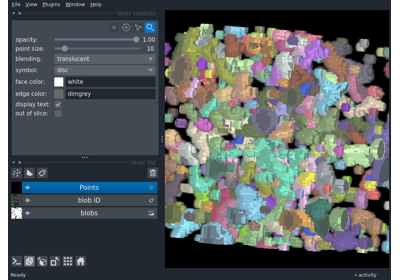 File View Plugins Window Help
layer controls
opacity: 1.00
point size: 10
blending: translucent
symbol: disc
face color: white
edge color: dimgrey
display text:
out of slice:
layer list
Points
blob ID
blobs
Ready
activity